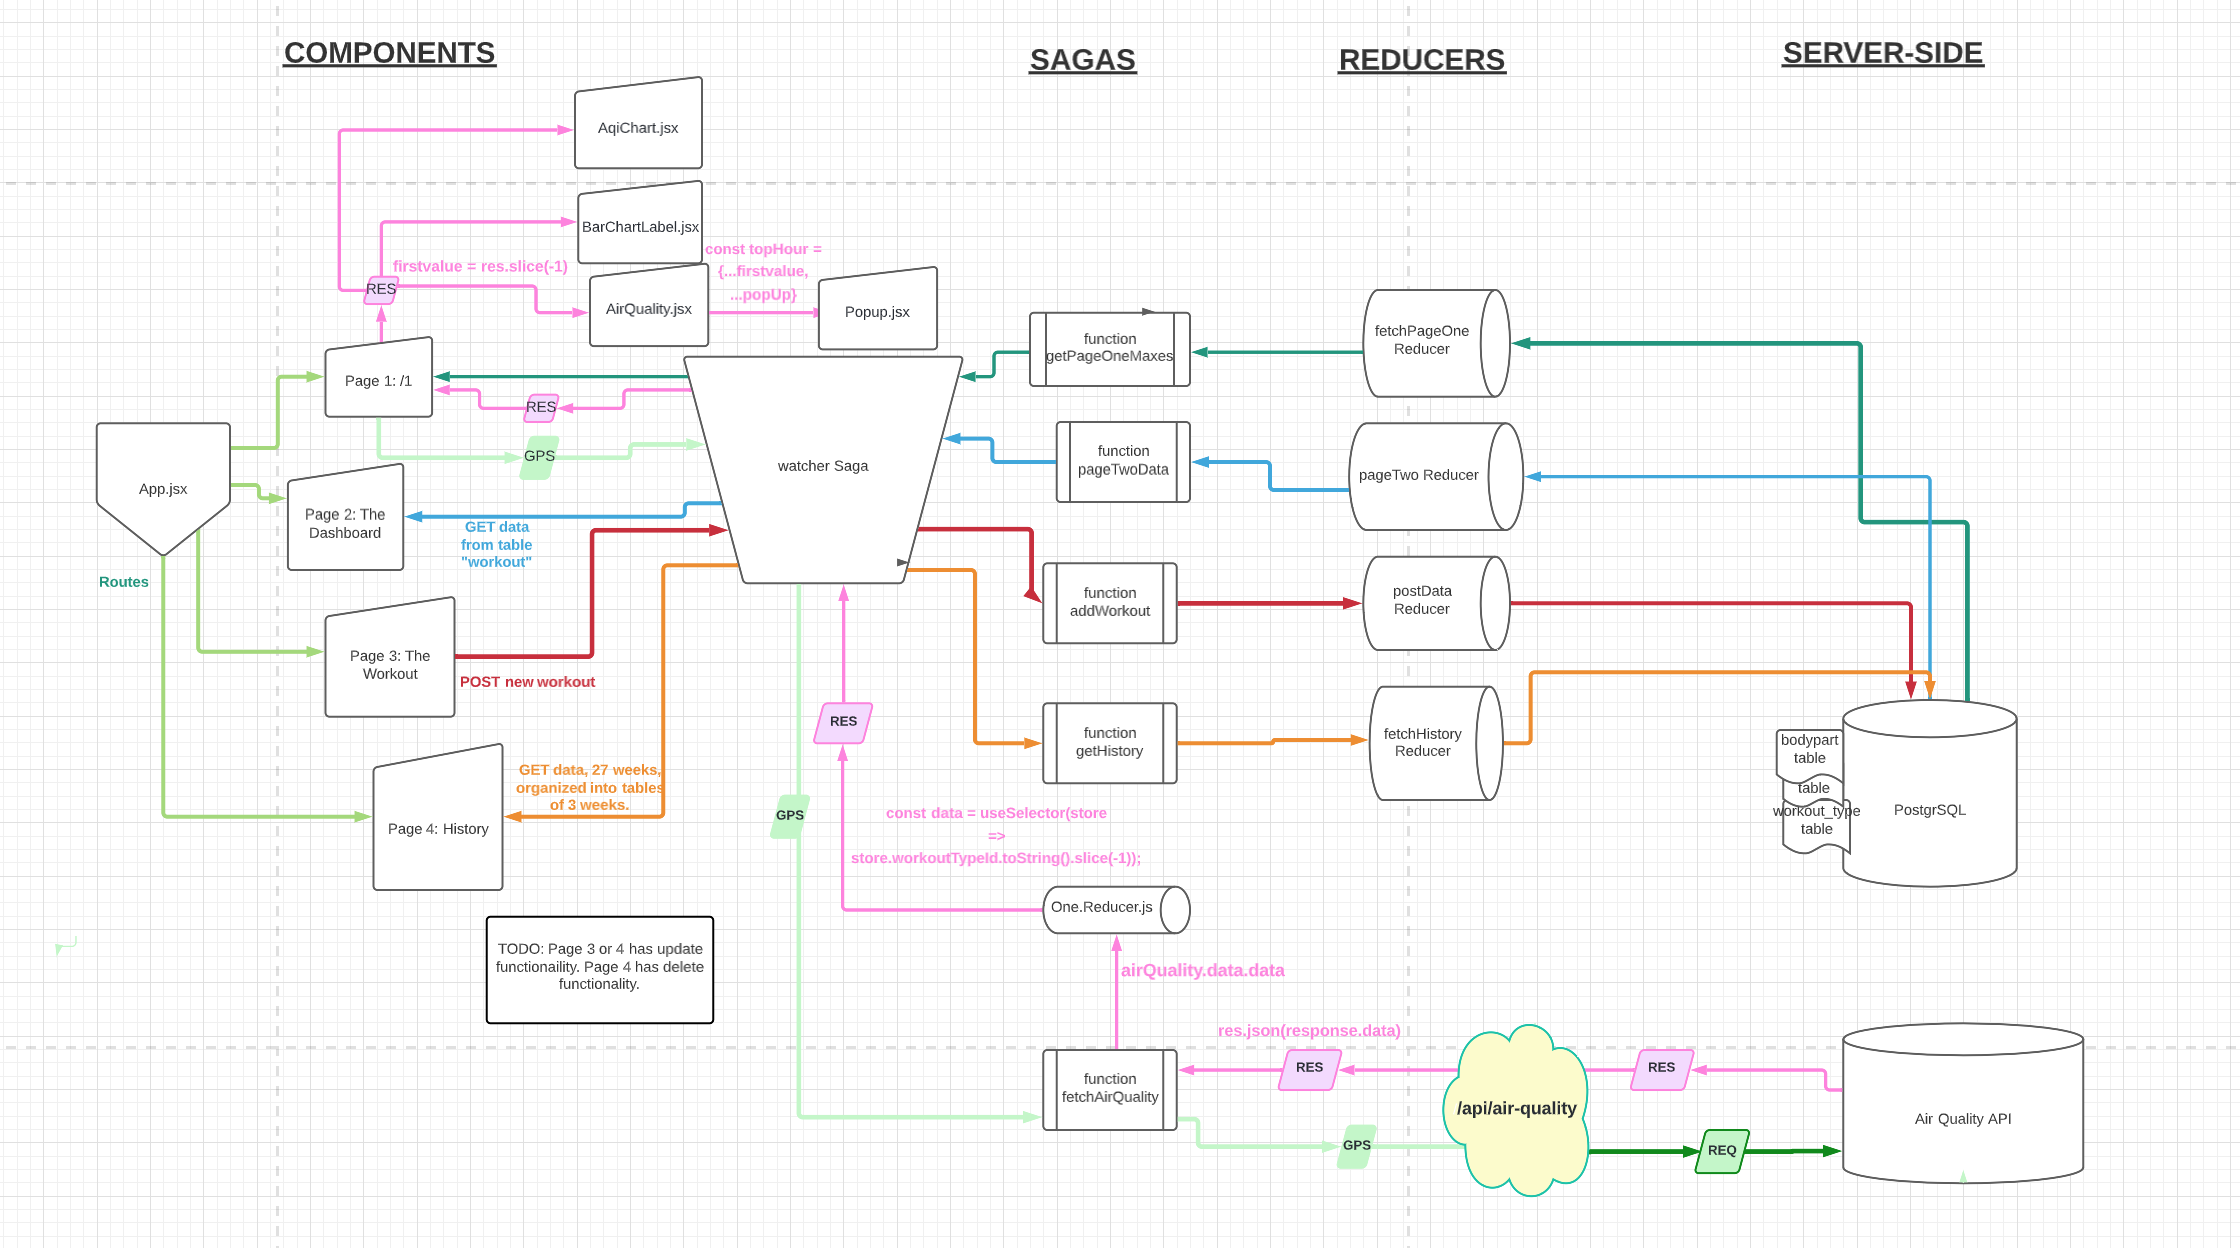 COMPONENTS
SAGAS
REDUCERS
SERVER-SIDE
AqiChart.jsx
BarChartLabel.jsx
const topHour =
{...firstvalue,
...popUp}
firstvalue = res.slice(-1)
RES
AirQuality.jsx
Popup.jsx
function
getPageOneMaxes
fetchPageOne
Reducer
Page 1: /1
RES
GPS
watcher Saga
function
pageTwoData
pageTwo Reducer
App.jsx
Page 2: The
Dashboard
GET data
from table
"workout"
Routes
function
addWorkout
postData
Reducer
Page 3: The
Workout
POST new workout
RES
function
getHistory
fetchHistory
Reducer
bodypart
table
table
workout_type
table
PostgrSQL
GET data, 27 weeks,
organized into tables
of 3 weeks.
Page 4: History
GPS
const data = useSelector(store
=>
store.workoutTypeId.toString().slice(-1));
One.Reducer.js
TODO: Page 3 or 4 has update
functionaility. Page 4 has delete
functionality.
airQuality.data.data
res.json(response.data)
function
fetchAirQuality
RES
RES
/api/air-quality
GPS
REQ
Air Quality API